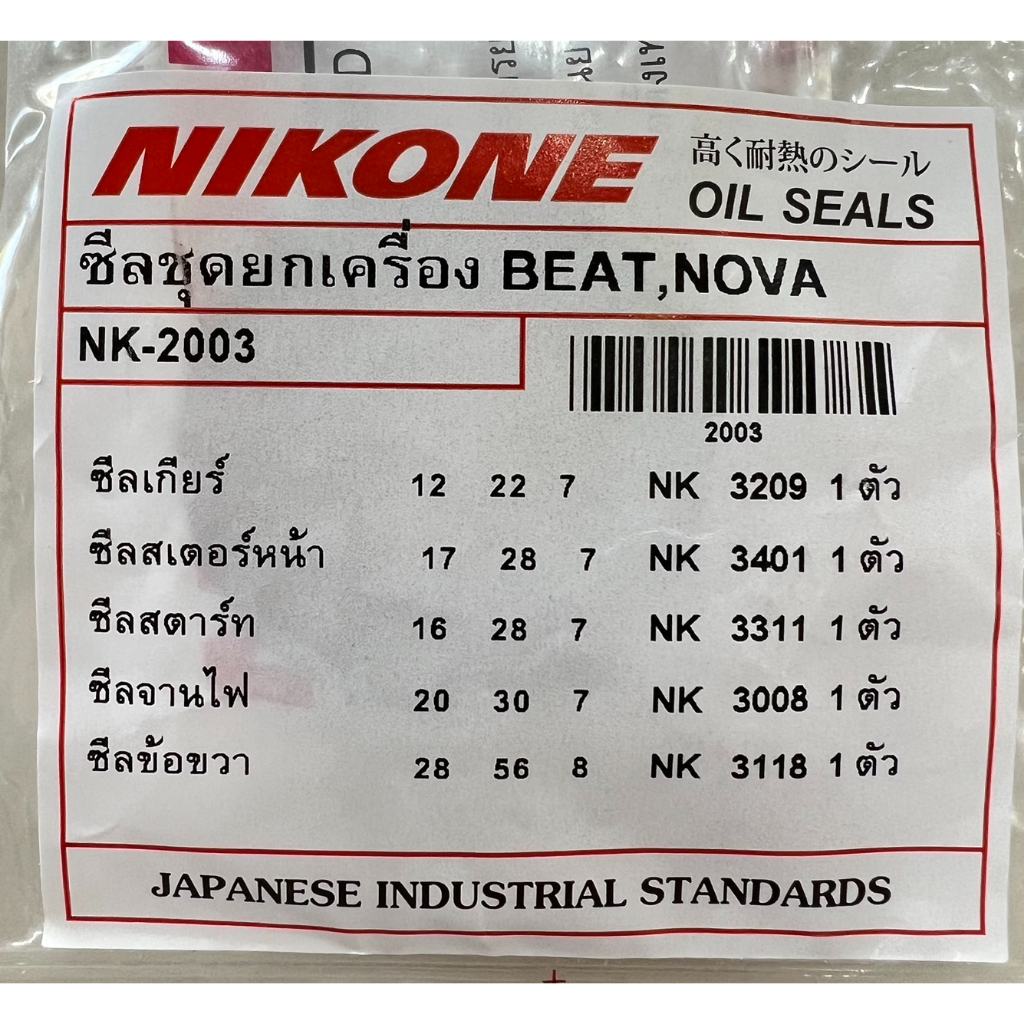 NIKONE
高く耐熱のシール
OIL SEALS
ซีลชุดยกเครื่อง BEAT,NOVA
NK-2003
2003
ซีลเกียร์ 12 22 7 NK 3209 1 ตัว
ซีลสเตอร์หน้า 17 28 7 NK 3401 1 ตัว
ซีลสตาร์ท 16 28 7 NK 3311 1 ตัว
ซีลจานไฟ 20 30 7 NK 3008 1 ตัว
ซีลข้อขวา 28 56 8 NK 3118 1 ตัว
JAPANESE INDUSTRIAL STANDARDS